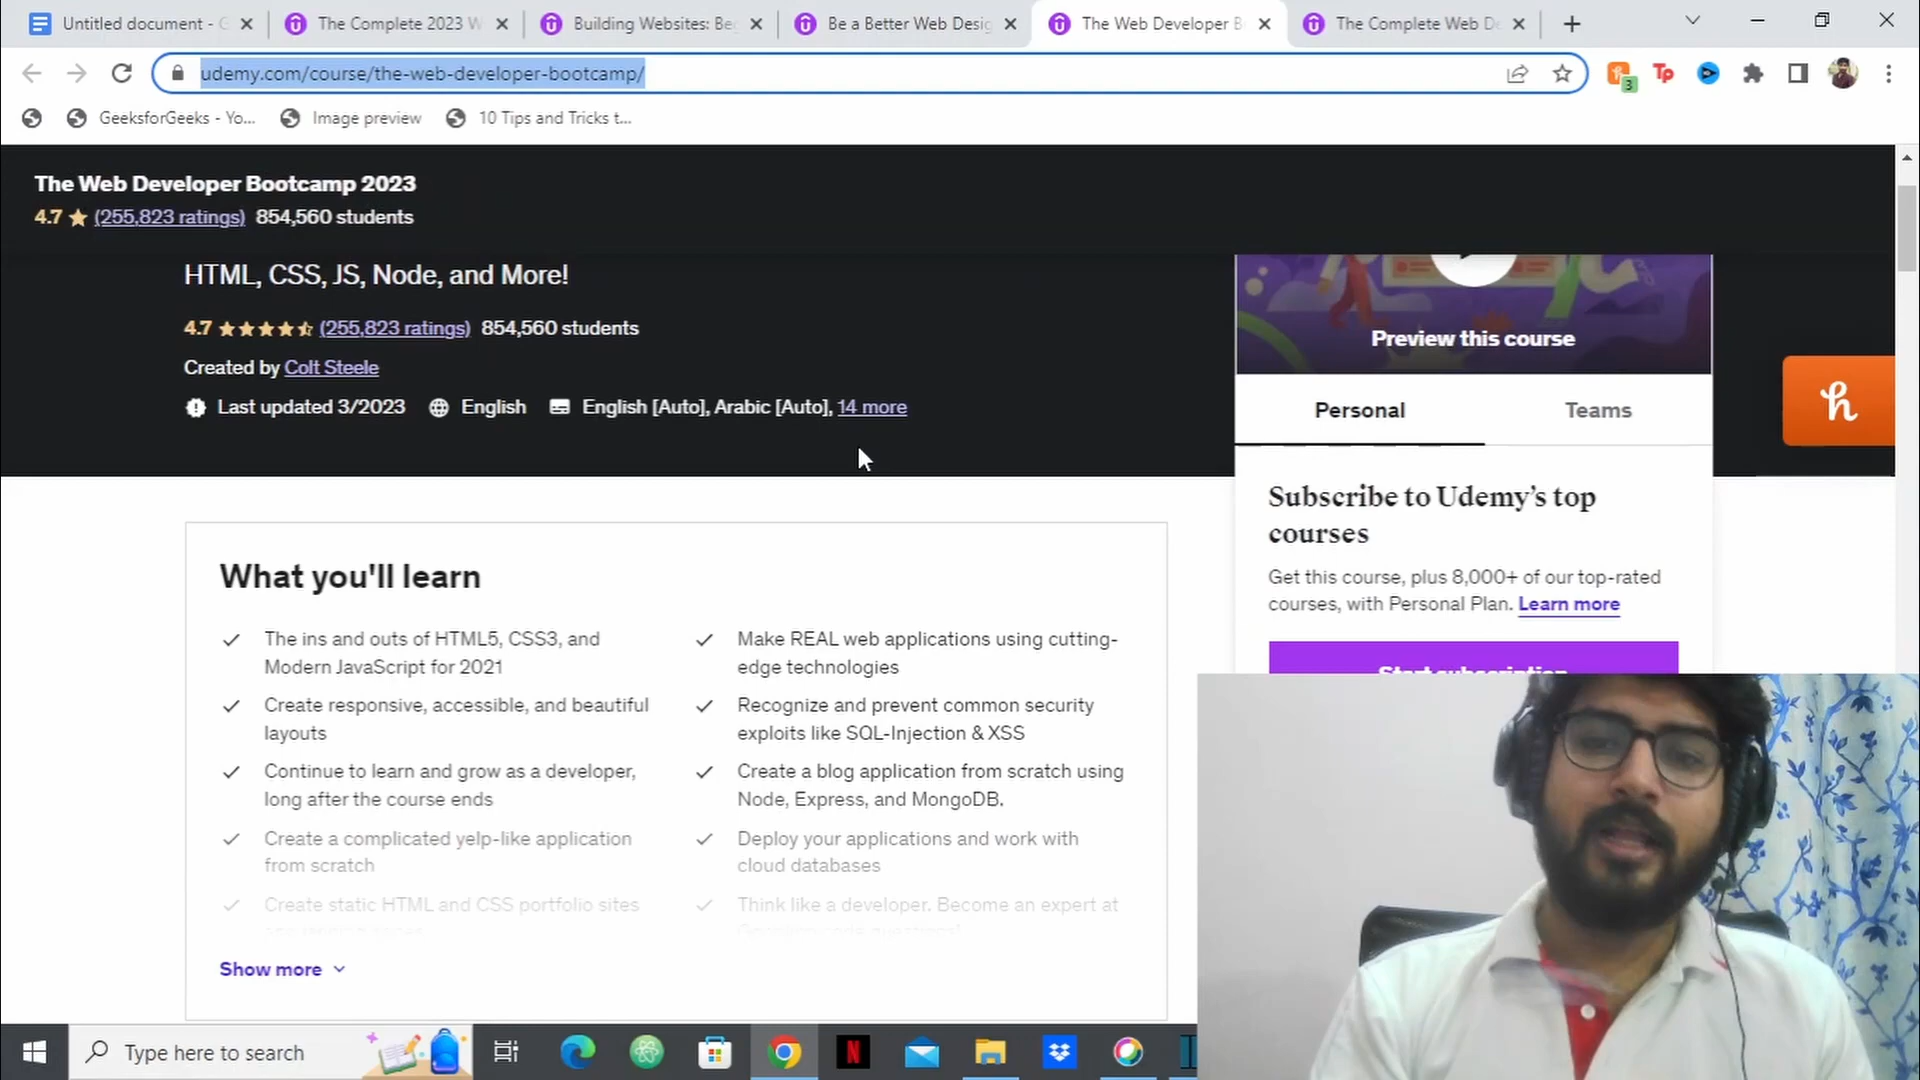 Untitled document - G
The Complete 2023 W
Building Websites: Be
Be a Better Web Desig
The Web Developer B
The Complete Web De
udemy.com/course/the-web-developer-bootcamp/
3
Tp
GeeksforGeeks - Yo...
Image preview
10 Tips and Tricks t...
The Web Developer Bootcamp 2023
4.7 ★ (255,823 ratings) 854,560 students
HTML, CSS, JS, Node, and More!
4.7 (255,823 ratings) 854,560 students
Created by Colt Steele
Last updated 3/2023 English English [Auto], Arabic [Auto], 14 more
Preview this course
Personal
Teams
h
Subscribe to Udemy's top
courses
Get this course, plus 8,000+ of our top-rated
courses, with Personal Plan. Learn more
Start subscription
What you'll learn
The ins and outs of HTML5, CSS3, and
Modern JavaScript for 2021
Create responsive, accessible, and beautiful
layouts
Continue to learn and grow as a developer,
long after the course ends
Create a complicated yelp-like application
from scratch
Create static HTML and CSS portfolio sites
Make REAL web applications using cutting-
edge technologies
Recognize and prevent common security
exploits like SQL-Injection & XSS
Create a blog application from scratch using
Node, Express, and MongoDB.
Deploy your applications and work with
cloud databases
Think like a developer. Become an expert at
Show more
Type here to search
N